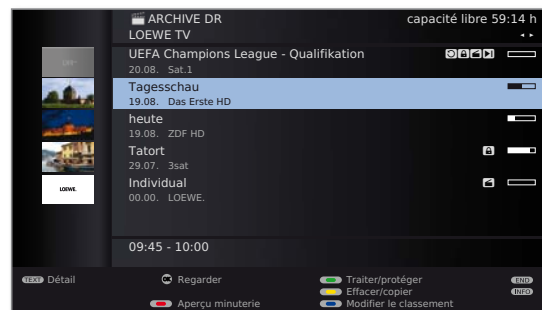 ARCHIVE DR capacité libre 59:14 h
LOEWE TV
UEFA Champions League - Qualifikation
20.08. Sat.1
Tagesschau
19.08. Das Erste HD
heute
19.08. ZDF HD
Tatort
29.07. 3sat
Individual
00.00. LOEWE.
LOEWE.
09:45 - 10:00
TEXT Détail OK Regarder Traiter/protéger END
Effacer/copier INFO
Aperçu minuterie Modifier le classement